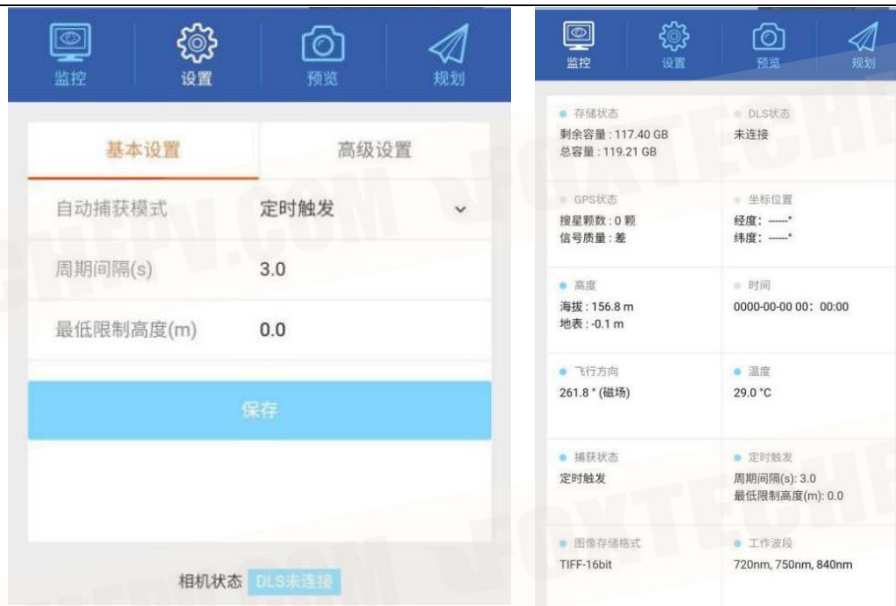 监控
设置
预览
规划
基本设置
高级设置
自动捕获模式
定时触发
周期间隔(s)
3.0
最低限制高度(m)
0.0
保存
相机状态
DLS未连接
监控
设置
预览
规划
存储状态
剩余容量 : 117.40 GB
总容量 : 119.21 GB
DLS状态
未连接
GPS状态
搜星颗数 : 0 颗
信号质量 : 差
坐标位置
经度: -----°
纬度: -----°
高度
海拔 : 156.8 m
地表 : -0.1 m
时间
0000-00-00 00: 00:00
飞行方向
261.8 ° (磁场)
温度
29.0 °C
捕获状态
定时触发
定时触发
周期间隔(s): 3.0
最低限制高度(m): 0.0
图像存储格式
TIFF-16bit
工作波段
720nm, 750nm, 840nm